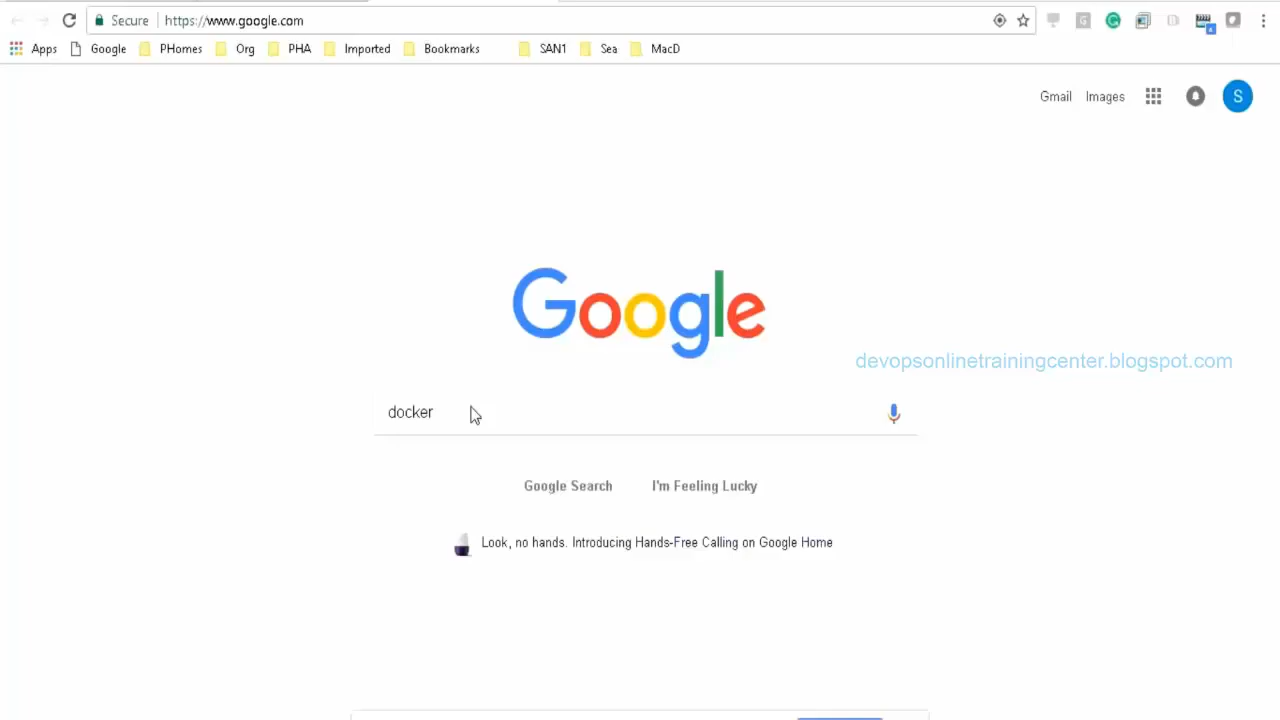 Secure https://www.google.com
Apps Google PHomes Org PHA Imported Bookmarks SAN1 Sea MacD
Gmail Images S
Google
devopsonlinetrainingcenter.blogspot.com
docker
Google Search I'm Feeling Lucky
Look, no hands. Introducing Hands-Free Calling on Google Home